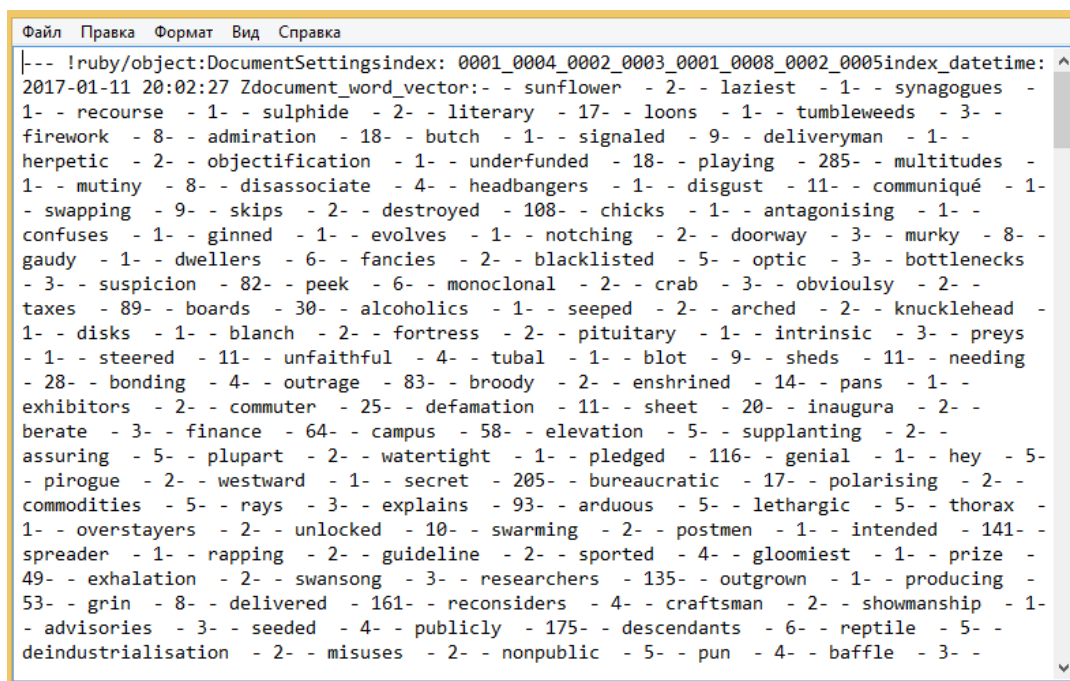 Файл Правка Формат Вид Справка
--- !ruby/object:DocumentSettingsindex: 0001_0004_0002_0003_0001_0008_0002_0005index_datetime:
2017-01-11 20:02:27 Zdocument_word_vector:- - sunflower  - 2- - laziest  - 1- - synagogues  -
1- - recourse  - 1- - sulphide  - 2- - literary  - 17- - loons  - 1- - tumbleweeds  - 3- -
firework  - 8- - admiration  - 18- - butch  - 1- - signaled  - 9- - deliveryman  - 1- -
herpetic  - 2- - objectification  - 1- - underfunded  - 18- - playing  - 285- - multitudes  -
1- - mutiny  - 8- - disassociate  - 4- - headbangers  - 1- - disgust  - 11- - communiqué  - 1-
- swapping  - 9- - skips  - 2- - destroyed  - 108- - chicks  - 1- - antagonising  - 1- -
confuses  - 1- - ginned  - 1- - evolves  - 1- - notching  - 2- - doorway  - 3- - murky  - 8- -
gaudy  - 1- - dwellers  - 6- - fancies  - 2- - blacklisted  - 5- - optic  - 3- - bottlenecks
- 3- - suspicion  - 82- - peek  - 6- - monoclonal  - 2- - crab  - 3- - obvioulsy  - 2- -
taxes  - 89- - boards  - 30- - alcoholics  - 1- - seeped  - 2- - arched  - 2- - knucklehead  -
1- - disks  - 1- - blanch  - 2- - fortress  - 2- - pituitary  - 1- - intrinsic  - 3- - preys
- 1- - steered  - 11- - unfaithful  - 4- - tubal  - 1- - blot  - 9- - sheds  - 11- - needing
- 28- - bonding  - 4- - outrage  - 83- - broody  - 2- - enshrined  - 14- - pans  - 1- -
exhibitors  - 2- - commuter  - 25- - defamation  - 11- - sheet  - 20- - inaugura  - 2- -
berate  - 3- - finance  - 64- - campus  - 58- - elevation  - 5- - supplanting  - 2- -
assuring  - 5- - plupart  - 2- - watertight  - 1- - pledged  - 116- - genial  - 1- - hey  - 5-
- pirogue  - 2- - westward  - 1- - secret  - 205- - bureaucratic  - 17- - polarising  - 2- -
commodities  - 5- - rays  - 3- - explains  - 93- - arduous  - 5- - lethargic  - 5- - thorax  -
1- - overstayers  - 2- - unlocked  - 10- - swarming  - 2- - postmen  - 1- - intended  - 141- -
spreader  - 1- - rapping  - 2- - guideline  - 2- - sported  - 4- - gloomiest  - 1- - prize  -
49- - exhalation  - 2- - swansong  - 3- - researchers  - 135- - outgrown  - 1- - producing  -
53- - grin  - 8- - delivered  - 161- - reconsiders  - 4- - craftsman  - 2- - showmanship  - 1-
- advisories  - 3- - seeded  - 4- - publicly  - 175- - descendants  - 6- - reptile  - 5- -
deindustrialisation  - 2- - misuses  - 2- - nonpublic  - 5- - pun  - 4- - baffle  - 3- -